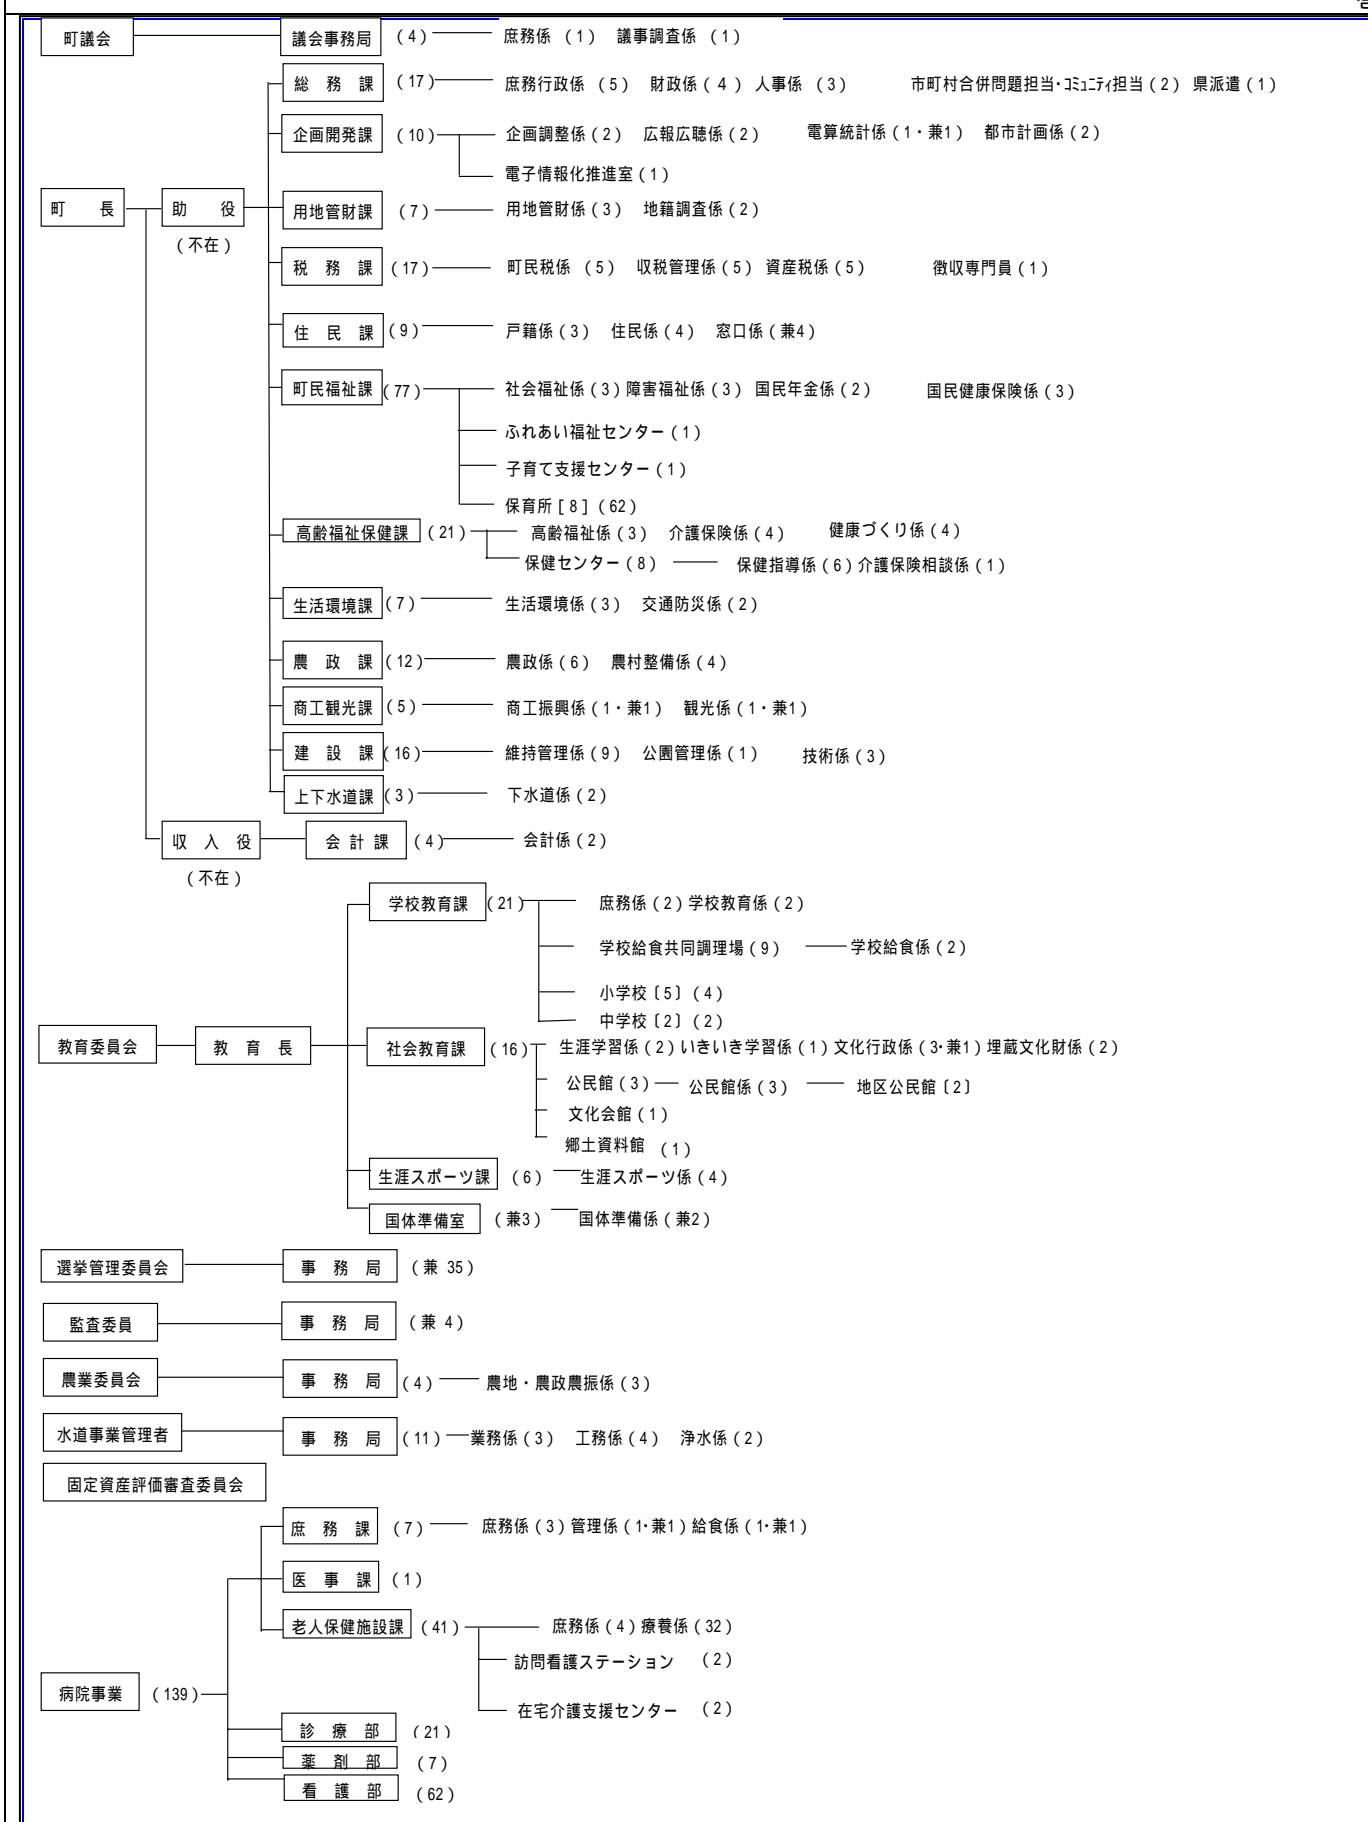 町議会 議会事務局 (4) 庶務係 (1) 議事調査係 (1)
総務課 (17) 庶務行政係 (5) 財政係 (4) 人事係 (3) 市町村合併問題担当・ｺﾐｭﾆﾃｨ担当 (2) 県派遣 (1)
企画開発課 (10) 企画調整係 (2) 広報広聴係 (2) 電算統計係 (1・兼1) 都市計画係 (2)
電子情報化推進室 (1)
町長 助役 用地管財課 (7) 用地管財係 (3) 地籍調査係 (2)
(不在)
税務課 (17) 町民税係 (5) 収税管理係 (5) 資産税係 (5) 徴収専門員 (1)
住民課 (9) 戸籍係 (3) 住民係 (4) 窓口係 (兼4)
町民福祉課 (77) 社会福祉係 (3) 障害福祉係 (3) 国民年金係 (2) 国民健康保険係 (3)
ふれあい福祉センター (1)
子育て支援センター (1)
保育所 [8] (62)
高齢福祉保健課 (21) 高齢福祉係 (3) 介護保険係 (4) 健康づくり係 (4)
保健センター (8) 保健指導係 (6) 介護保険相談係 (1)
生活環境課 (7) 生活環境係 (3) 交通防災係 (2)
農政課 (12) 農政係 (6) 農村整備係 (4)
商工観光課 (5) 商工振興係 (1・兼1) 観光係 (1・兼1)
建設課 (16) 維持管理係 (9) 公園管理係 (1) 技術係 (3)
上下水道課 (3) 下水道係 (2)
収入役 会計課 (4) 会計係 (2)
(不在)
学校教育課 (21) 庶務係 (2) 学校教育係 (2)
学校給食共同調理場 (9) 学校給食係 (2)
小学校〔5〕(4)
中学校〔2〕(2)
教育委員会 教育長 社会教育課 (16) 生涯学習係 (2) いきいき学習係 (1) 文化行政係 (3・兼1) 埋蔵文化財係 (2)
公民館 (3) 公民館係 (3) 地区公民館〔2〕
文化会館 (1)
郷土資料館 (1)
生涯スポーツ課 (6) 生涯スポーツ係 (4)
国体準備室 (兼3) 国体準備係 (兼2)
選挙管理委員会 事務局 (兼 35)
監査委員 事務局 (兼 4)
農業委員会 事務局 (4) 農地・農政農振係 (3)
水道事業管理者 事務局 (11) 業務係 (3) 工務係 (4) 浄水係 (2)
固定資産評価審査委員会
庶務課 (7) 庶務係 (3) 管理係 (1・兼1) 給食係 (1・兼1)
医事課 (1)
老人保健施設課 (41) 庶務係 (4) 療養係 (32)
訪問看護ステーション (2)
病院事業 (139)
在宅介護支援センター (2)
診療部 (21)
薬剤部 (7)
看護部 (62)